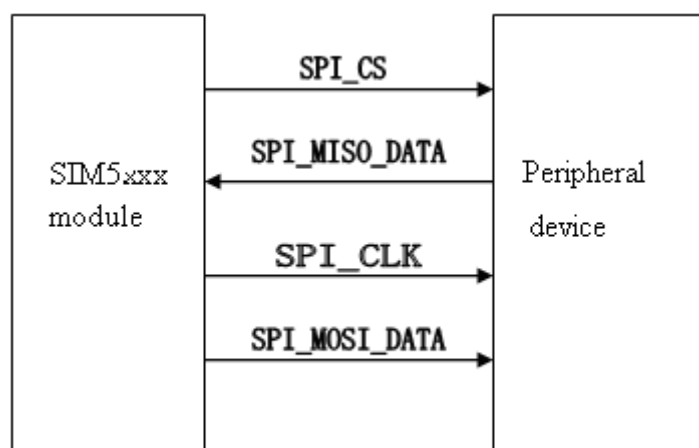 SIM5xxx
module
SPI_CS
SPI_MISO_DATA
SPI_CLK
SPI_MOSI_DATA
Peripheral
device